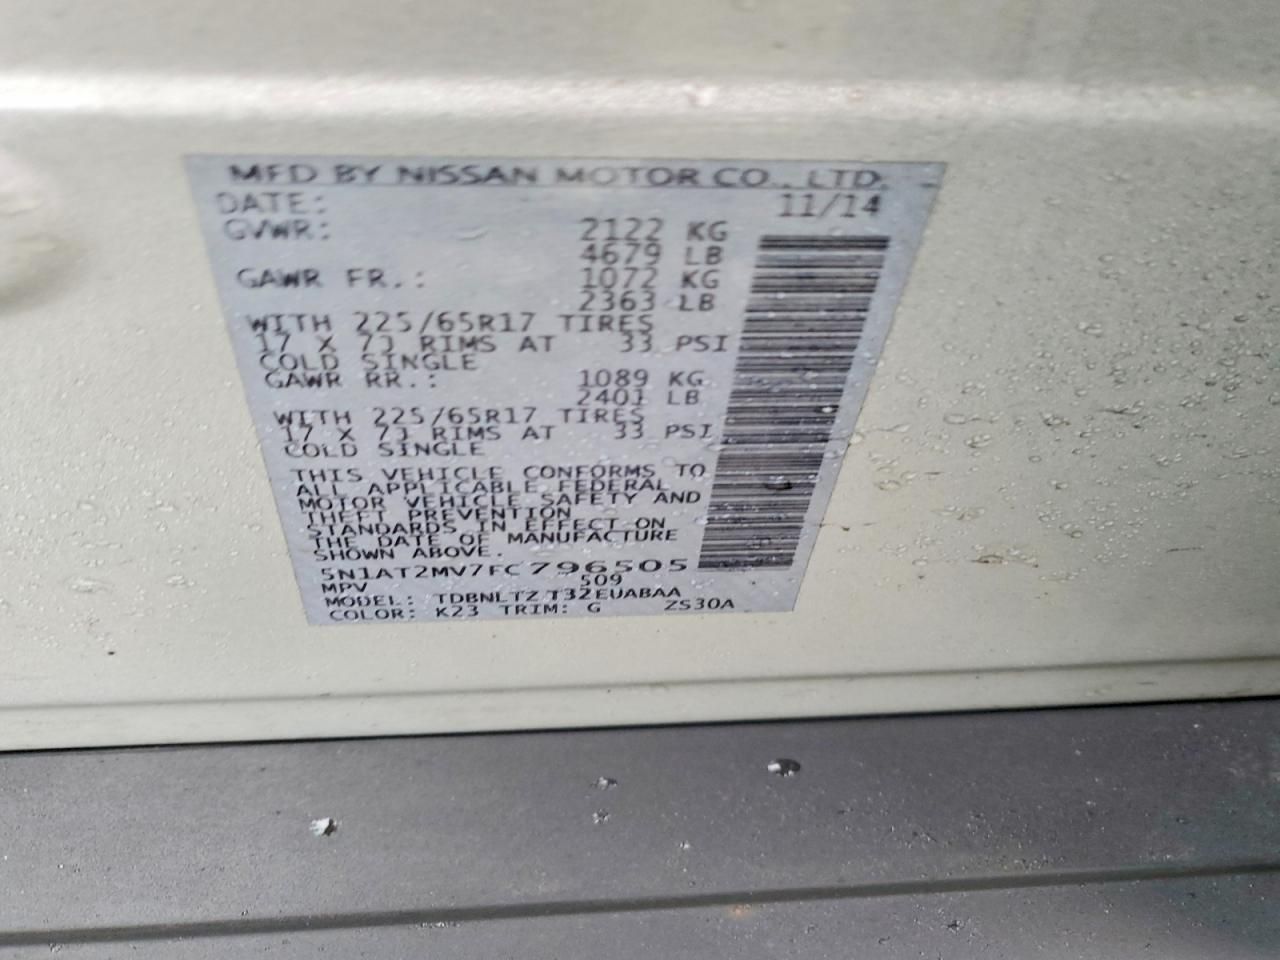 MFD BY NISSAN MOTOR CO., LTD.
DATE: 11/14
GVWR: 2122 KG
4679 LB
GAWR FR.: 1072 KG
2363 LB
WITH 225/65R17 TIRES
17 X 7J RIMS AT 33 PSI
COLD SINGLE
GAWR RR.: 1089 KG
2401 LB
WITH 225/65R17 TIRES
17 X 7J RIMS AT 33 PSI
COLD SINGLE
THIS VEHICLE CONFORMS TO
ALL APPLICABLE FEDERAL
MOTOR VEHICLE SAFETY AND
THEFT PREVENTION
STANDARDS IN EFFECT ON
THE DATE OF MANUFACTURE
SHOWN ABOVE.
5N1AT2MV7FC796505
MPV 509
MODEL: TDBNLTZ T32EUABAA
COLOR: K23 TRIM: G ZS30A